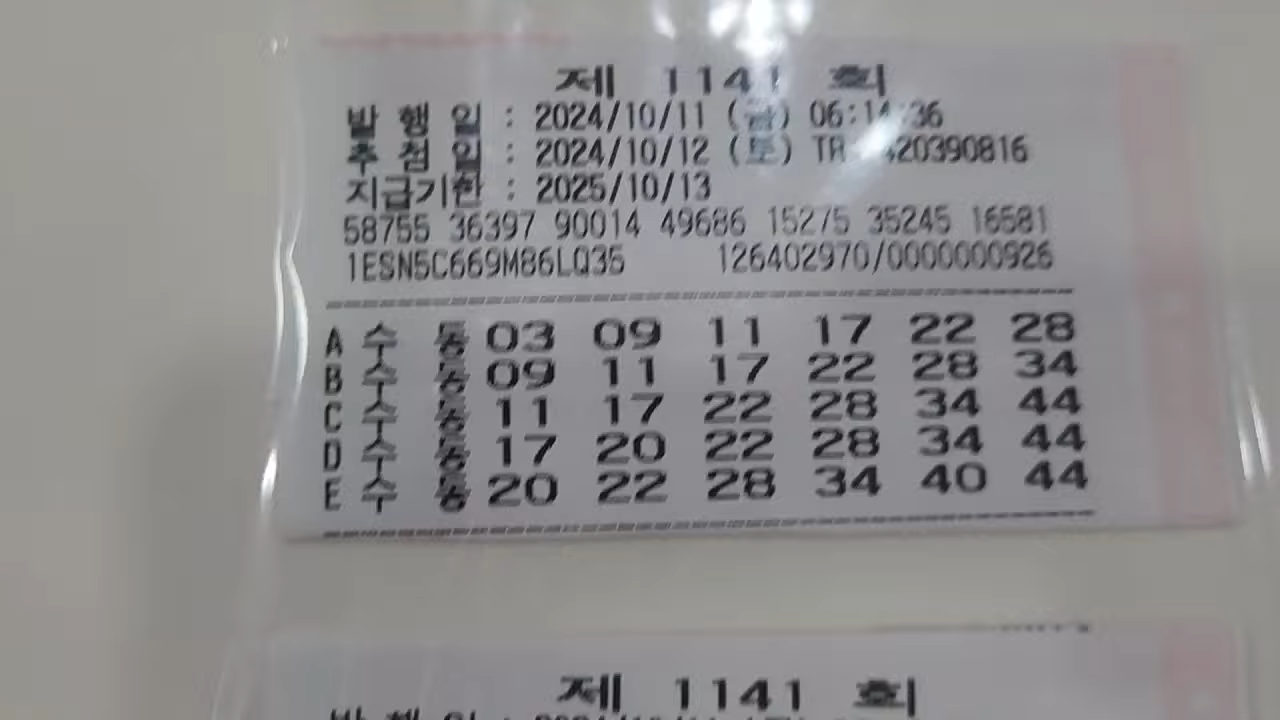 제 1141 회
발 행 일 : 2024/10/11 (금) 06:14:36
추 첨 일 : 2024/10/12 (토) TR 420390816
지급기한 : 2025/10/13
58755 36397 90014 49686 15275 35245 16581
1ESN5C669M86LQ35 126402970/0000000926
A 수 동 03 09 11 17 22 28
B 수 동 09 11 17 22 28 34
C 수 동 11 17 22 28 34 44
D 수 동 17 20 22 28 34 44
E 수 동 20 22 28 34 40 44
제 1141 회
발 행 일 :